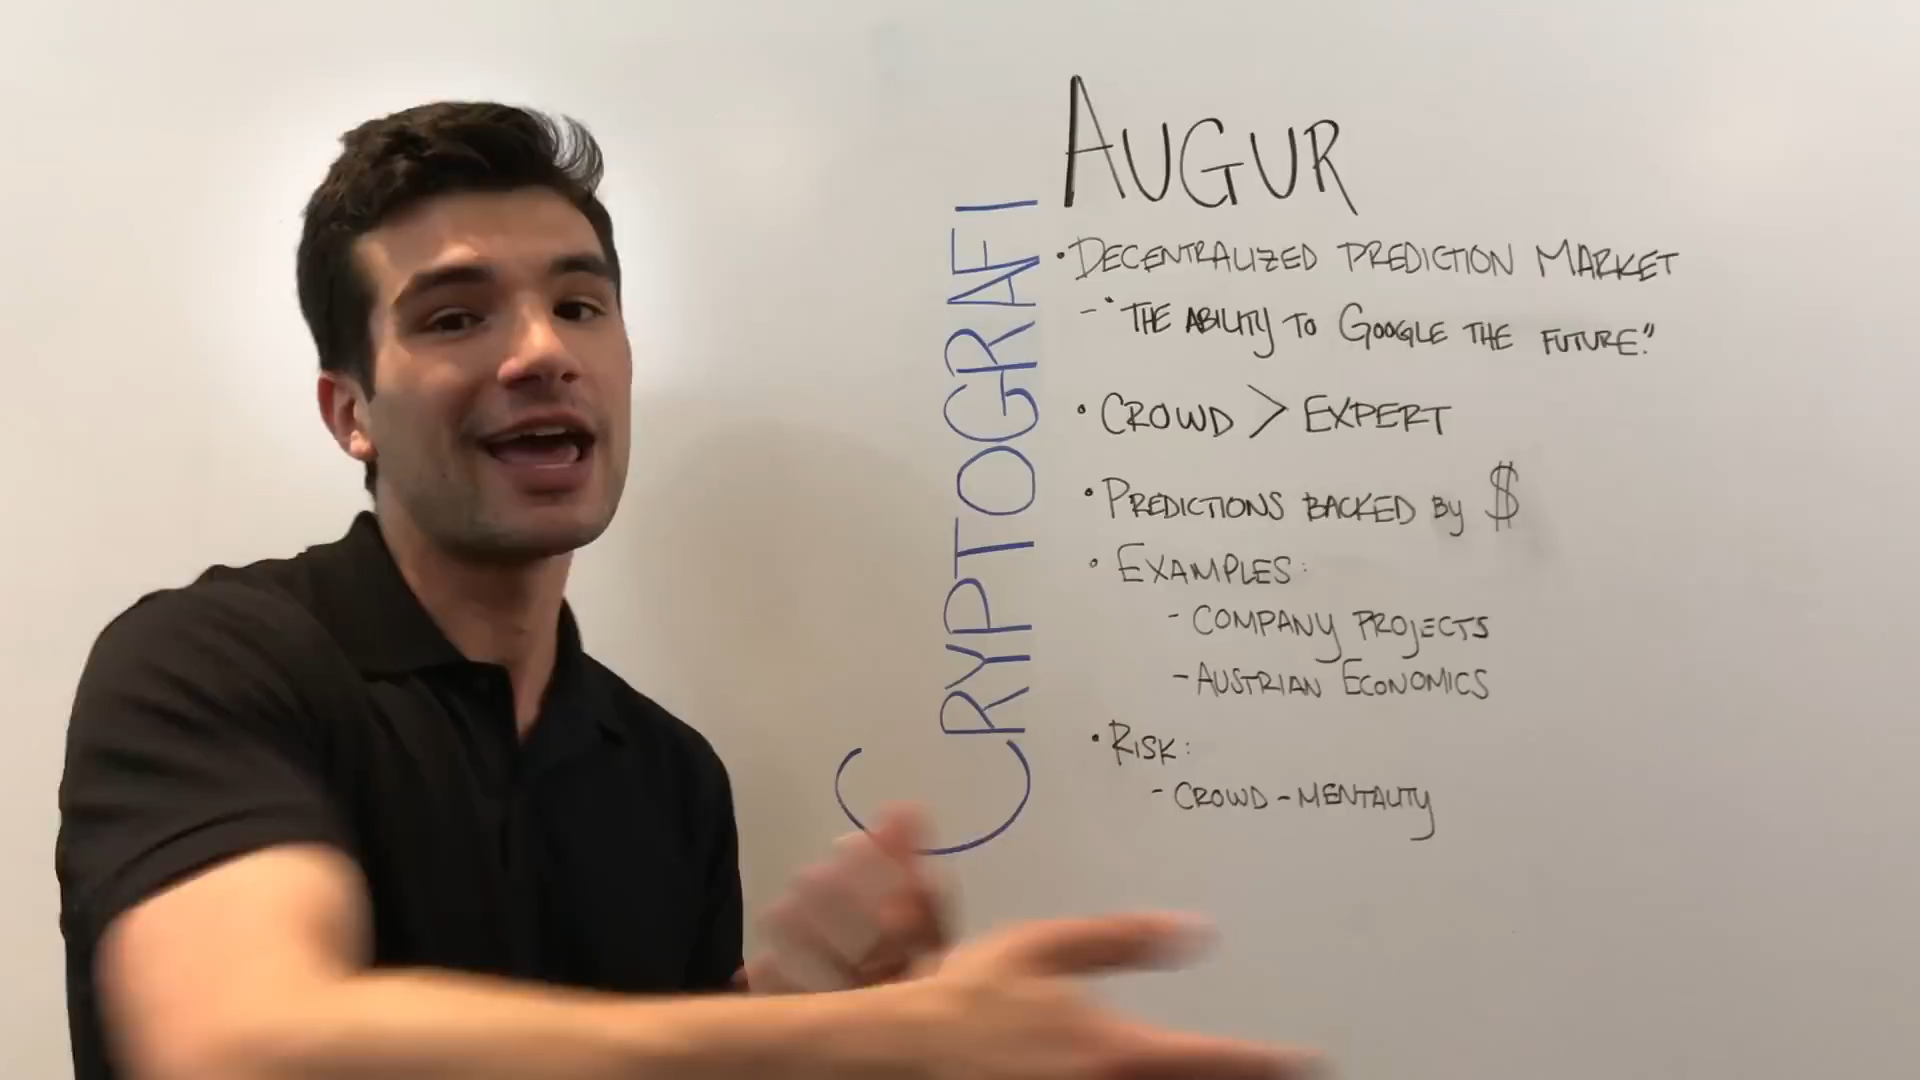 CRYPTOGRAFI
AUGUR
• DECENTRALIZED PREDICTION MARKET
- "THE ABILITY TO GOOGLE THE FUTURE."
• CROWD > EXPERT
• PREDICTIONS BACKED BY $
• EXAMPLES:
- COMPANY PROJECTS
- AUSTRIAN ECONOMICS
• RISK:
- CROWD-MENTALITY